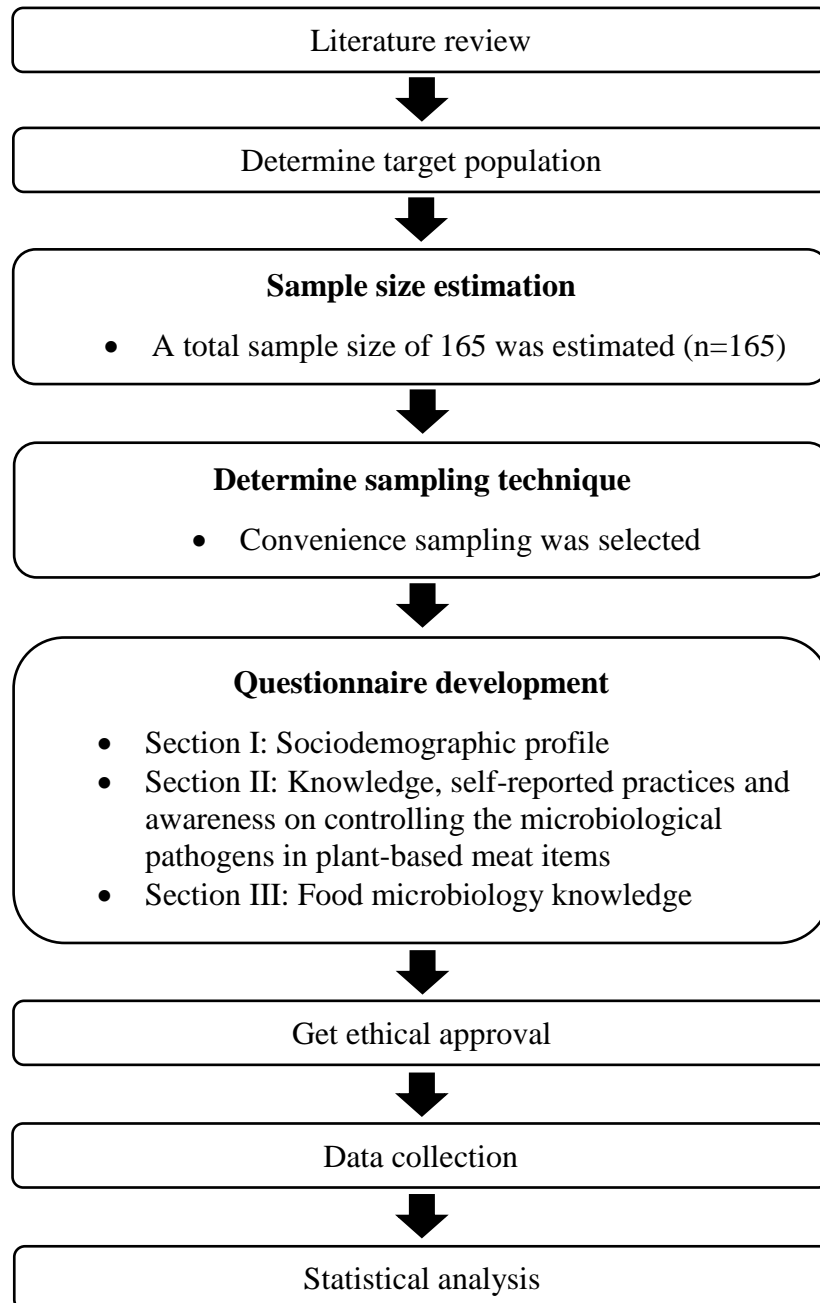 Literature review
Determine target population
Sample size estimation
• A total sample size of 165 was estimated (n=165)
Determine sampling technique
• Convenience sampling was selected
Questionnaire development
• Section I: Sociodemographic profile
• Section II: Knowledge, self-reported practices and
awareness on controlling the microbiological
pathogens in plant-based meat items
• Section III: Food microbiology knowledge
Get ethical approval
Data collection
Statistical analysis